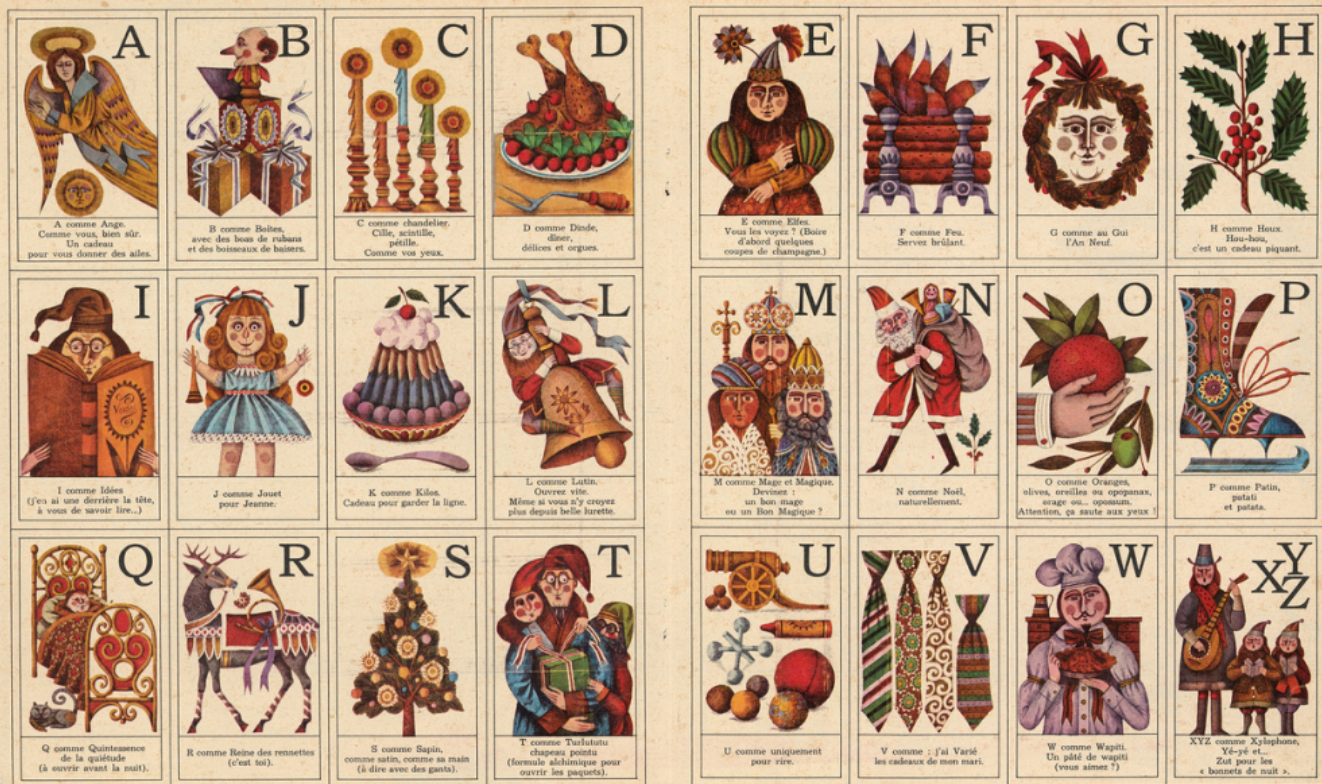 A
A comme Ange.
Comme vous, bien sûr.
Un cadeau
pour vous donner des ailes.
B
B comme Boîtes,
avec des boas de rubans
et des boisseaux de baisers.
C
C comme chandelier.
Cille, scintille,
pétille.
Comme vos yeux.
D
D comme Dinde,
dîner,
délices et orgues.
E
E comme Elfes.
Vous les voyez ? (Boire
d'abord quelques
coupes de champagne.)
F
F comme Feu.
Servez brûlant.
G
G comme au Gui
l'An Neuf.
H
H comme Houx.
Hou-hou,
c'est un cadeau piquant.
I
I comme Idées
(j'en ai une derrière la tête,
à vous de savoir lire...)
J
J comme Jouet
pour Jeanne.
K
K comme Kilos.
Cadeau pour garder la ligne.
L
L comme Lutin.
Ouvrez vite.
Même si vous n'y croyez
plus depuis belle lurette.
M
M comme Mage et Magique.
Devinez :
un bon mage
ou un Bon Magique ?
N
N comme Noël,
naturellement.
O
O comme Oranges,
olives, oreilles ou opopanax,
orage ou... opossum.
Attention, ça saute aux yeux !
P
P comme Patin,
patati
et patata.
Q
Q comme Quintessence
de la quiétude
(à ouvrir avant la nuit).
R
R comme Reine des rennettes
(c'est toi).
S
S comme Sapin,
comme satin, comme sa main
(à dire avec des gants).
T
T comme Turlututu
chapeau pointu
(formule alchimique pour
ouvrir les paquets).
U
U comme uniquement
pour rire.
V
V comme : j'ai Varié
les cadeaux de mon mari.
W
W comme Wapiti.
Un pâté de wapiti
(vous aimez ?)
XYZ
XYZ comme Xylophone,
Yé-yé et...
Zut pour les
« bonnets de nuit ».